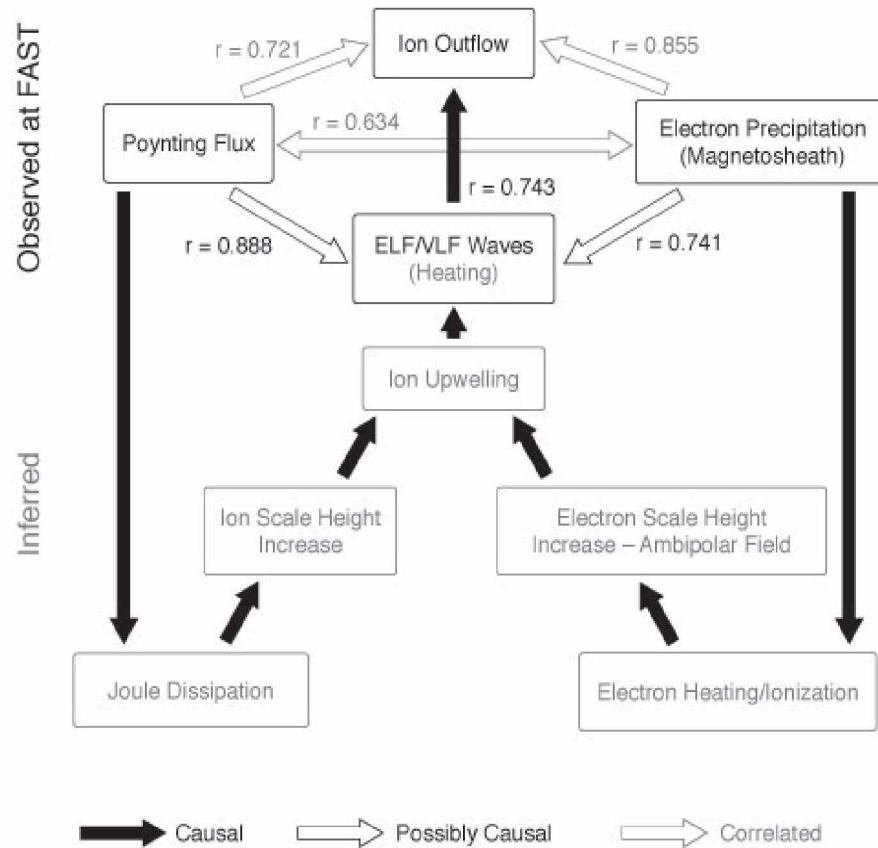 Observed at FAST
Inferred
Ion Outflow
r = 0.721
r = 0.855
r = 0.634
Poynting Flux
Electron Precipitation
(Magnetosheath)
r = 0.743
r = 0.888
ELF/VLF Waves
(Heating)
r = 0.741
Ion Upwelling
Ion Scale Height
Increase
Electron Scale Height
Increase – Ambipolar Field
Joule Dissipation
Electron Heating/Ionization
Causal
Possibly Causal
Correlated